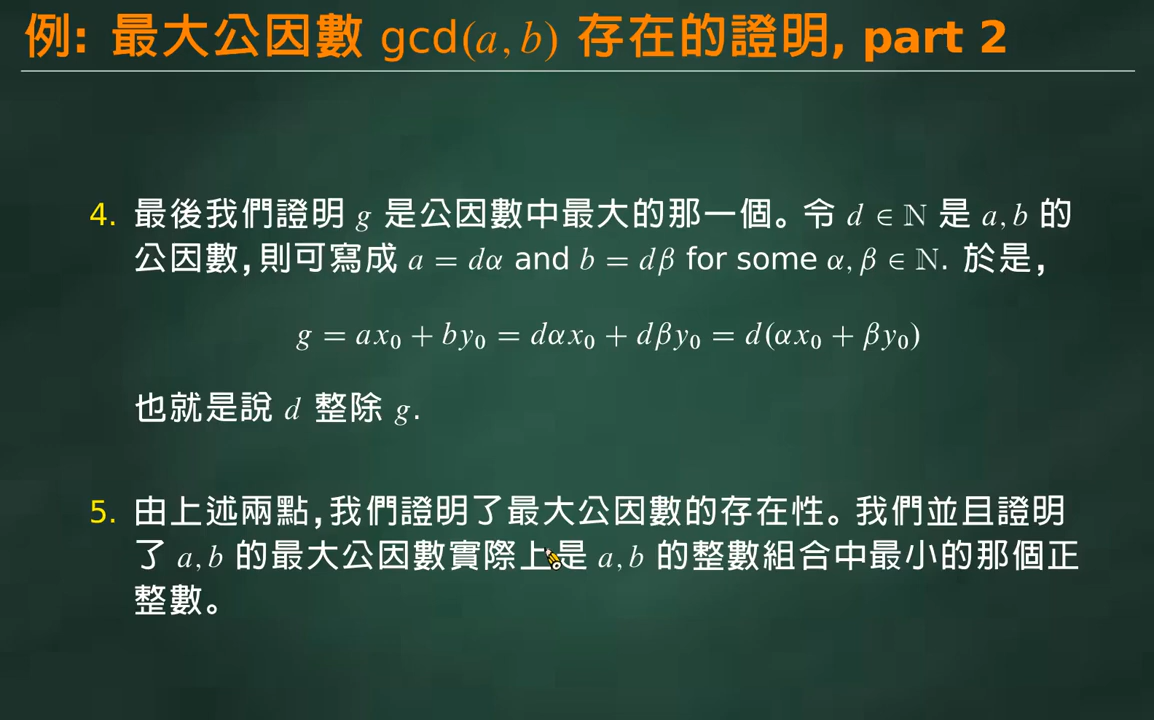 例: 最大公因數 gcd(a, b) 存在的證明, part 2
4. 最後我們證明 g 是公因數中最大的那一個。令 d ∈ ℕ 是 a, b 的
公因數, 則可寫成 a = dα and b = dβ for some α, β ∈ ℕ. 於是,
g = ax₀ + by₀ = dαx₀ + dβy₀ = d(αx₀ + βy₀)
也就是說 d 整除 g.
5. 由上述兩點, 我們證明了最大公因數的存在性。我們並且證明
了 a, b 的最大公因數實際上是 a, b 的整數組合中最小的那個正
整數。